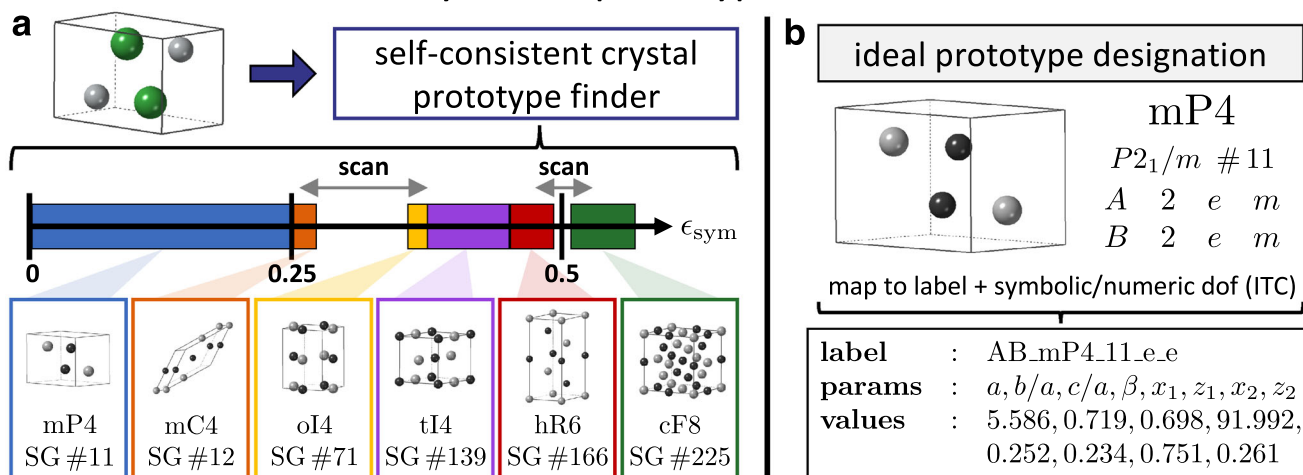 a
self-consistent crystal
prototype finder
scan
scan
ϵsym
0
0.25
0.5
mP4
SG #11
mC4
SG #12
oI4
SG #71
tI4
SG #139
hR6
SG #166
cF8
SG #225
b
ideal prototype designation
mP4
P2₁/m #11
A 2 e m
B 2 e m
map to label + symbolic/numeric dof (ITC)
label : AB_mP4_11_e_e
params : a, b/a, c/a, β, x₁, z₁, x₂, z₂
values : 5.586, 0.719, 0.698, 91.992,
0.252, 0.234, 0.751, 0.261